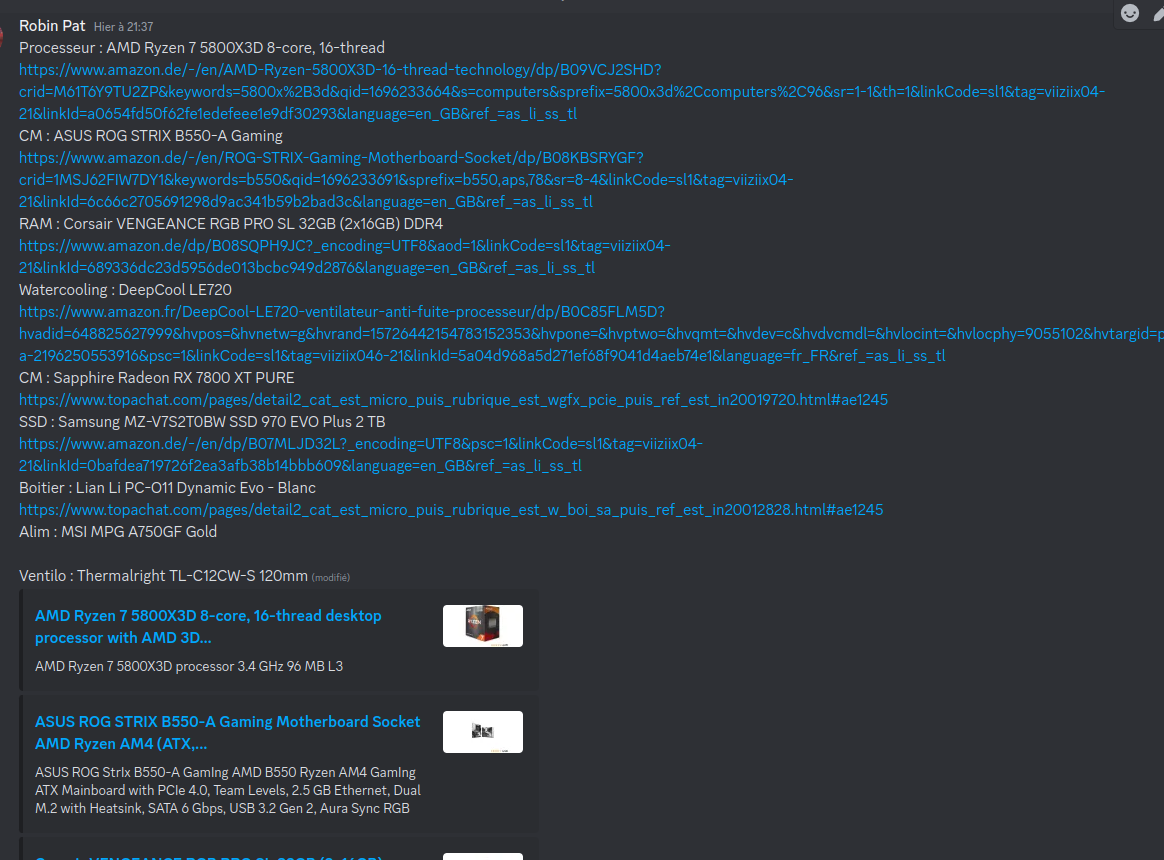 Robin Pat Hier à 21:37
Processeur : AMD Ryzen 7 5800X3D 8-core, 16-thread
https://www.amazon.de/-/en/AMD-Ryzen-5800X3D-16-thread-technology/dp/B09VCJ2SHD?
crid=M61T6Y9TU2ZP&keywords=5800x%2B3d&qid=1696233664&s=computers&sprefix=5800x3d%2Ccomputers%2C96&sr=1-1&th=1&linkCode=sl1&tag=viiziix04-
21&linkId=a0654fd50f62fe1edefeee1e9df30293&language=en_GB&ref_=as_li_ss_tl
CM : ASUS ROG STRIX B550-A Gaming
https://www.amazon.de/-/en/ROG-STRIX-Gaming-Motherboard-Socket/dp/B08KBSRYGF?
crid=1MSJ62FIW7DY1&keywords=b550&qid=1696233691&sprefix=b550,aps,78&sr=8-4&linkCode=sl1&tag=viiziix04-
21&linkId=6c66c2705691298d9ac341b59b2bad3c&language=en_GB&ref_=as_li_ss_tl
RAM : Corsair VENGEANCE RGB PRO SL 32GB (2x16GB) DDR4
https://www.amazon.de/dp/B08SQPH9JC?_encoding=UTF8&aod=1&linkCode=sl1&tag=viiziix04-
21&linkId=689336dc23d5956de013bcbc949d2876&language=en_GB&ref_=as_li_ss_tl
Watercooling : DeepCool LE720
https://www.amazon.fr/DeepCool-LE720-ventilateur-anti-fuite-processeur/dp/B0C85FLM5D?
hvadid=648825627999&hvpos=&hvnetw=g&hvrand=15726442154783152353&hvpone=&hvptwo=&hvqmt=&hvdev=c&hvdvcmdl=&hvlocint=&hvlocphy=9055102&hvtargid=p
a-2196250553916&psc=1&linkCode=sl1&tag=viiziix046-21&linkId=5a04d968a5d271ef68f9041d4aeb74e1&language=fr_FR&ref_=as_li_ss_tl
CM : Sapphire Radeon RX 7800 XT PURE
https://www.topachat.com/pages/detail2_cat_est_micro_puis_rubrique_est_wgfx_pcie_puis_ref_est_in20019720.html#ae1245
SSD : Samsung MZ-V7S2T0BW SSD 970 EVO Plus 2 TB
https://www.amazon.de/-/en/dp/B07MLJD32L?_encoding=UTF8&psc=1&linkCode=sl1&tag=viiziix04-
21&linkId=0bafdea719726f2ea3afb38b14bbb609&language=en_GB&ref_=as_li_ss_tl
Boitier : Lian Li PC-O11 Dynamic Evo - Blanc
https://www.topachat.com/pages/detail2_cat_est_micro_puis_rubrique_est_w_boi_sa_puis_ref_est_in20012828.html#ae1245
Alim : MSI MPG A750GF Gold
Ventilo : Thermalright TL-C12CW-S 120mm (modifié)
AMD Ryzen 7 5800X3D 8-core, 16-thread desktop
processor with AMD 3D...
AMD Ryzen 7 5800X3D processor 3.4 GHz 96 MB L3
ASUS ROG STRIX B550-A Gaming Motherboard Socket
AMD Ryzen AM4 (ATX,...
ASUS ROG StrIx B550-A GamIng AMD B550 Ryzen AM4 GamIng
ATX Mainboard with PCIe 4.0, Team Levels, 2.5 GB Ethernet, Dual
M.2 with Heatsink, SATA 6 Gbps, USB 3.2 Gen 2, Aura Sync RGB